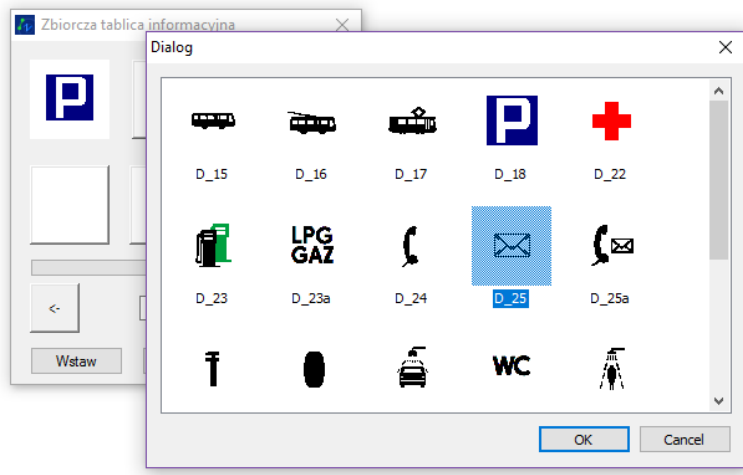 Zbiorcza tablica informacyjna
Dialog
P
P
D_15 D_16 D_17 D_18 D_22
LPG
GAZ
D_23 D_23a D_24 D_25 D_25a
<-
WC
Wstaw
OK Cancel